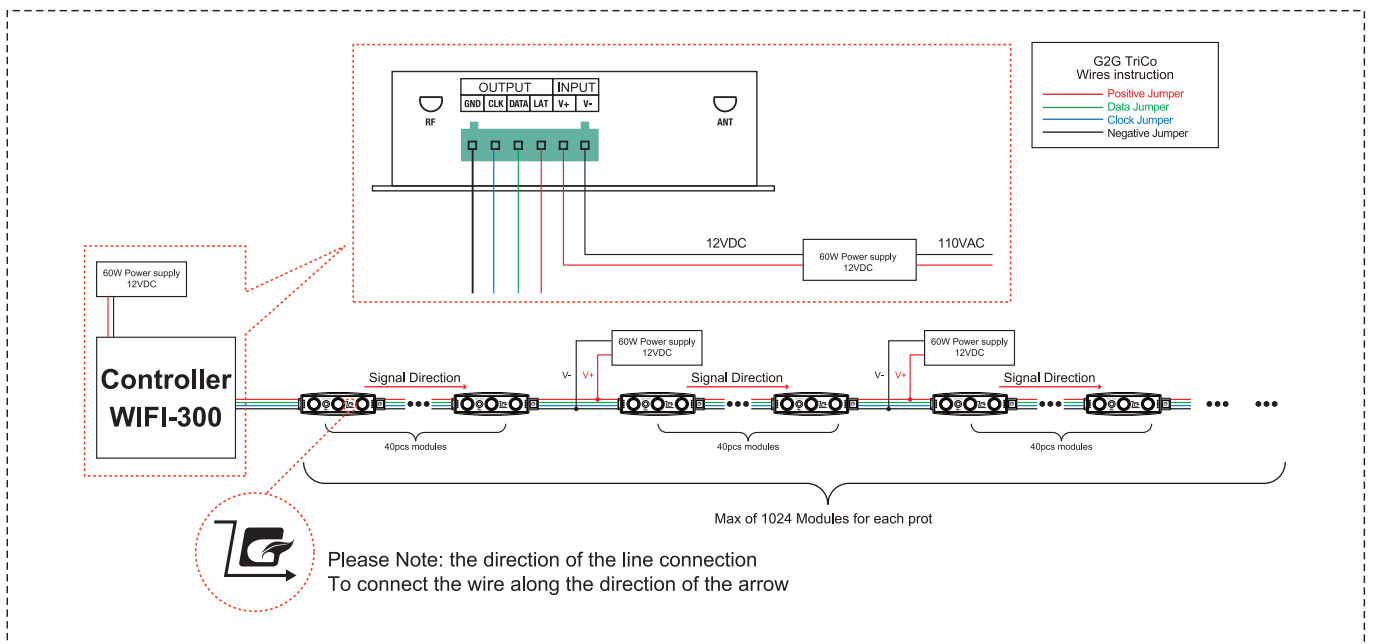 OUTPUT INPUT
GND CLK DATA LAT V+ V-
RF
ANT
12VDC
60W Power supply
12VDC
110VAC
G2G TriCo
Wires instruction
Positive Jumper
Data Jumper
Clock Jumper
Negative Jumper
60W Power supply
12VDC
Controller
WIFI-300
Signal Direction
40pcs modules
V- V+
60W Power supply
12VDC
Signal Direction
40pcs modules
V- V+
60W Power supply
12VDC
Signal Direction
40pcs modules
Max of 1024 Modules for each prot
Please Note: the direction of the line connection
To connect the wire along the direction of the arrow